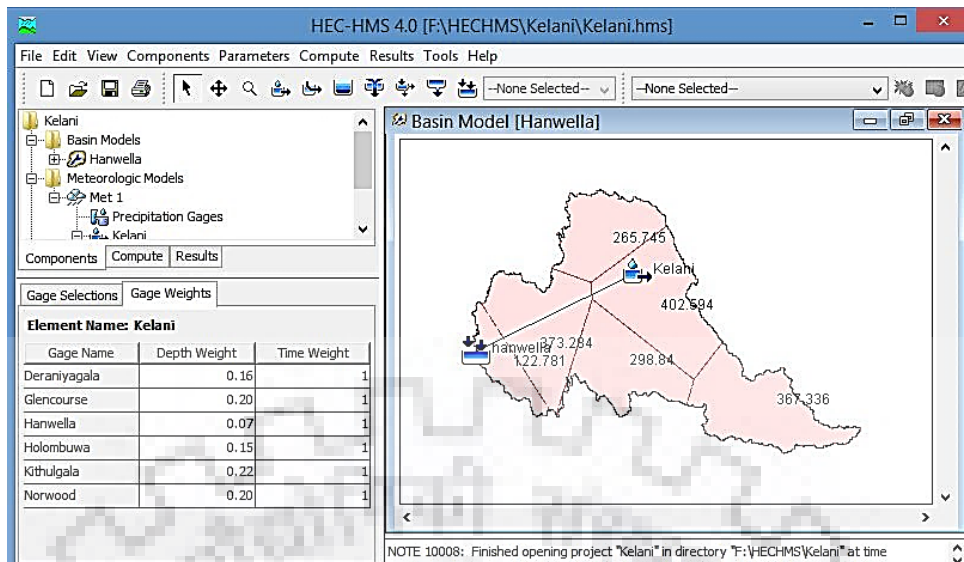 HEC-HMS 4.0 [F:\HECHMS\Kelani\Kelani.hms]
File Edit View Components Parameters Compute Results Tools Help
--None Selected-- --None Selected--
Kelani
Basin Models
Hanwella
Meteorologic Models
Met 1
Precipitation Gages
Kelani
Components Compute Results
Gage Selections Gage Weights
Element Name: Kelani
Gage Name Depth Weight Time Weight
Deraniyagala 0.16 1
Glencourse 0.20 1
Hanwella 0.07 1
Holombuwa 0.15 1
Kithulgala 0.22 1
Norwood 0.20 1
Basin Model [Hanwella]
265.745
Kelani
402.594
hanwella 373.284
122.781 298.84
367.336
NOTE 10008: Finished opening project "Kelani" in directory "F:\HECHMS\Kelani" at time